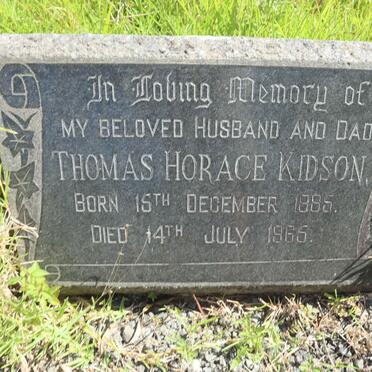 In Loving Memory of
MY BELOVED HUSBAND AND DAD
THOMAS HORACE KIDSON,
BORN 15TH DECEMBER 1885.
DIED 14TH JULY 1965.